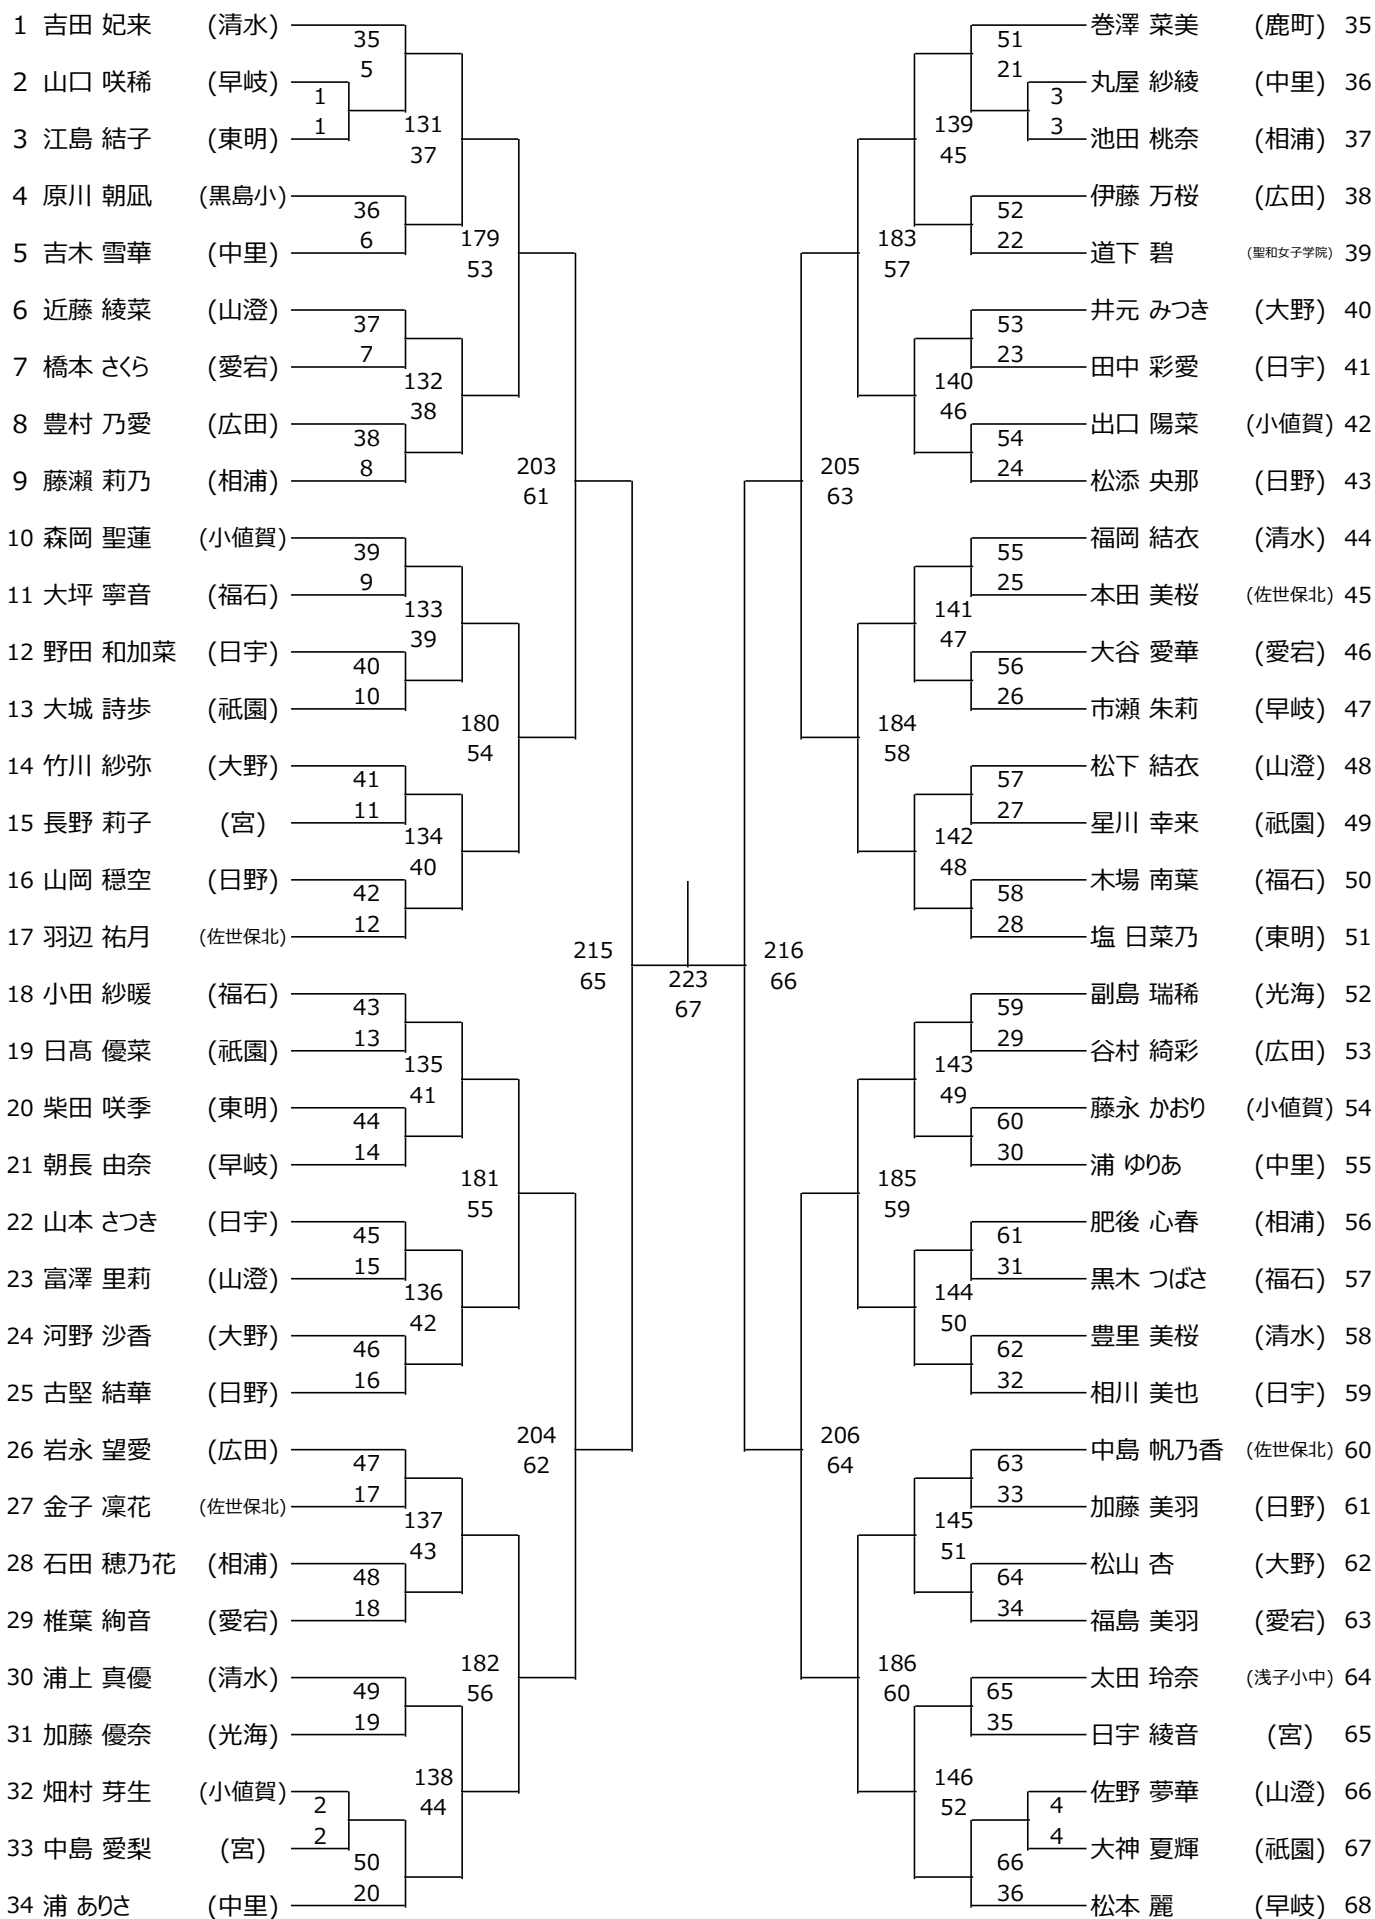 1 吉田 妃来 (清水)
2 山口 咲稀 (早岐)
3 江島 結子 (東明)
4 原川 朝凪 (黒島小)
5 吉木 雪華 (中里)
6 近藤 綾菜 (山澄)
7 橋本 さくら (愛宕)
8 豊村 乃愛 (広田)
9 藤瀬 莉乃 (相浦)
10 森岡 聖蓮 (小値賀)
11 大坪 寧音 (福石)
12 野田 和加菜 (日宇)
13 大城 詩歩 (祇園)
14 竹川 紗弥 (大野)
15 長野 莉子 (宮)
16 山岡 穏空 (日野)
17 羽辺 祐月 (佐世保北)
18 小田 紗暖 (福石)
19 日髙 優菜 (祇園)
20 柴田 咲季 (東明)
21 朝長 由奈 (早岐)
22 山本 さつき (日宇)
23 富澤 里莉 (山澄)
24 河野 沙香 (大野)
25 古堅 結華 (日野)
26 岩永 望愛 (広田)
27 金子 凜花 (佐世保北)
28 石田 穂乃花 (相浦)
29 椎葉 絢音 (愛宕)
30 浦上 真優 (清水)
31 加藤 優奈 (光海)
32 畑村 芽生 (小値賀)
33 中島 愛梨 (宮)
34 浦 ありさ (中里)
1
1
2
2
35
5
36
6
37
7
38
8
39
9
40
10
41
11
42
12
43
13
44
14
45
15
46
16
47
17
48
18
49
19
50
20
131
37
132
38
133
39
134
40
135
41
136
42
137
43
138
44
179
53
180
54
181
55
182
56
203
61
204
62
215
65
223
67
216
66
205
63
206
64
183
57
184
58
185
59
186
60
139
45
140
46
141
47
142
48
143
49
144
50
145
51
146
52
51
21
52
22
53
23
54
24
55
25
56
26
57
27
58
28
59
29
60
30
61
31
62
32
63
33
64
34
65
35
66
36
3
3
4
4
巻澤 菜美 (鹿町) 35
丸屋 紗綾 (中里) 36
池田 桃奈 (相浦) 37
伊藤 万桜 (広田) 38
道下 碧 (聖和女子学院) 39
井元 みつき (大野) 40
田中 彩愛 (日宇) 41
出口 陽菜 (小値賀) 42
松添 央那 (日野) 43
福岡 結衣 (清水) 44
本田 美桜 (佐世保北) 45
大谷 愛華 (愛宕) 46
市瀬 朱莉 (早岐) 47
松下 結衣 (山澄) 48
星川 幸来 (祇園) 49
木場 南葉 (福石) 50
塩 日菜乃 (東明) 51
副島 瑞稀 (光海) 52
谷村 綺彩 (広田) 53
藤永 かおり (小値賀) 54
浦 ゆりあ (中里) 55
肥後 心春 (相浦) 56
黒木 つばさ (福石) 57
豊里 美桜 (清水) 58
相川 美也 (日宇) 59
中島 帆乃香 (佐世保北) 60
加藤 美羽 (日野) 61
松山 杏 (大野) 62
福島 美羽 (愛宕) 63
太田 玲奈 (浅子小中) 64
日宇 綾音 (宮) 65
佐野 夢華 (山澄) 66
大神 夏輝 (祇園) 67
松本 麗 (早岐) 68